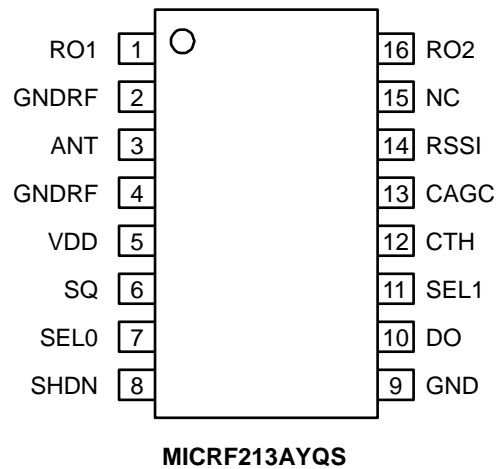 RO1 1 16 RO2
GNDRF 2 15 NC
ANT 3 14 RSSI
GNDRF 4 13 CAGC
VDD 5 12 CTH
SQ 6 11 SEL1
SEL0 7 10 DO
SHDN 8 9 GND
MICRF213AYQS